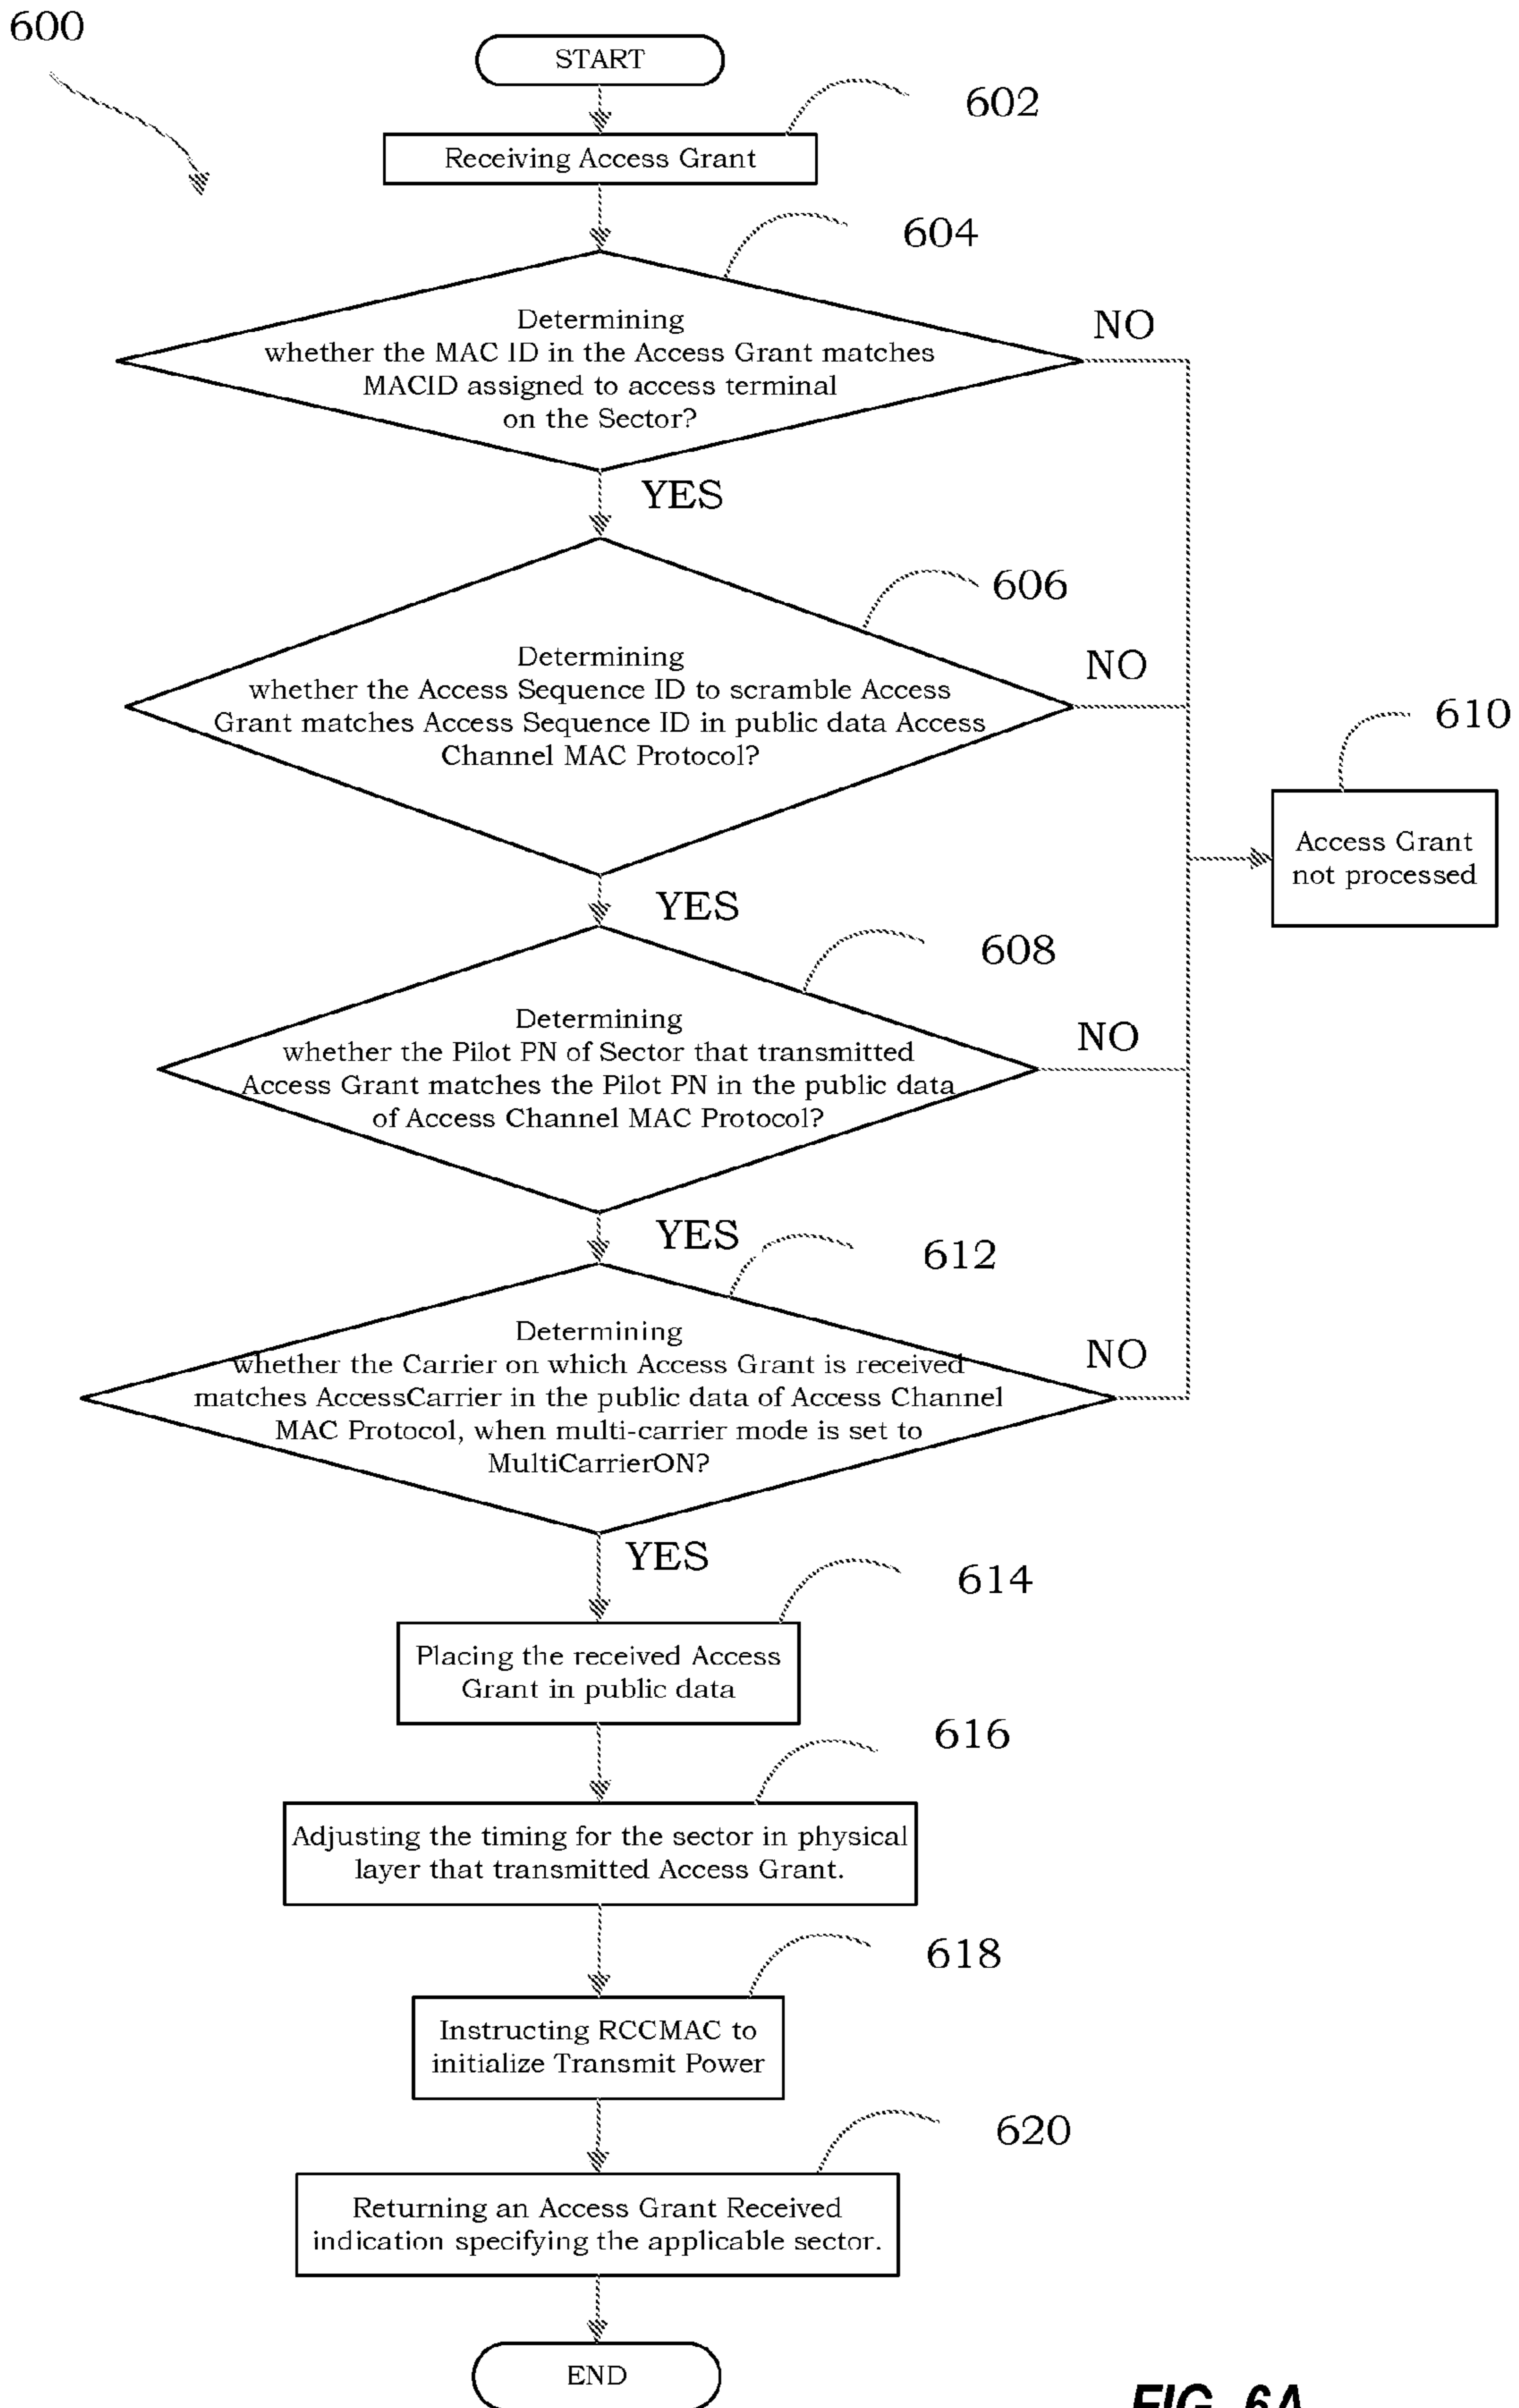 600
START
602
Receiving Access Grant
604
Determining
whether the MAC ID in the Access Grant matches
MACID assigned to access terminal
on the Sector?
NO
YES
606
Determining
whether the Access Sequence ID to scramble Access
Grant matches Access Sequence ID in public data Access
Channel MAC Protocol?
NO
610
Access Grant
not processed
YES
608
Determining
whether the Pilot PN of Sector that transmitted
Access Grant matches the Pilot PN in the public data
of Access Channel MAC Protocol?
NO
YES
612
Determining
whether the Carrier on which Access Grant is received
matches AccessCarrier in the public data of Access Channel
MAC Protocol, when multi-carrier mode is set to
MultiCarrierON?
NO
YES
614
Placing the received Access
Grant in public data
616
Adjusting the timing for the sector in physical
layer that transmitted Access Grant.
618
Instructing RCCMAC to
initialize Transmit Power
620
Returning an Access Grant Received
indication specifying the applicable sector.
END
FIG. 6A